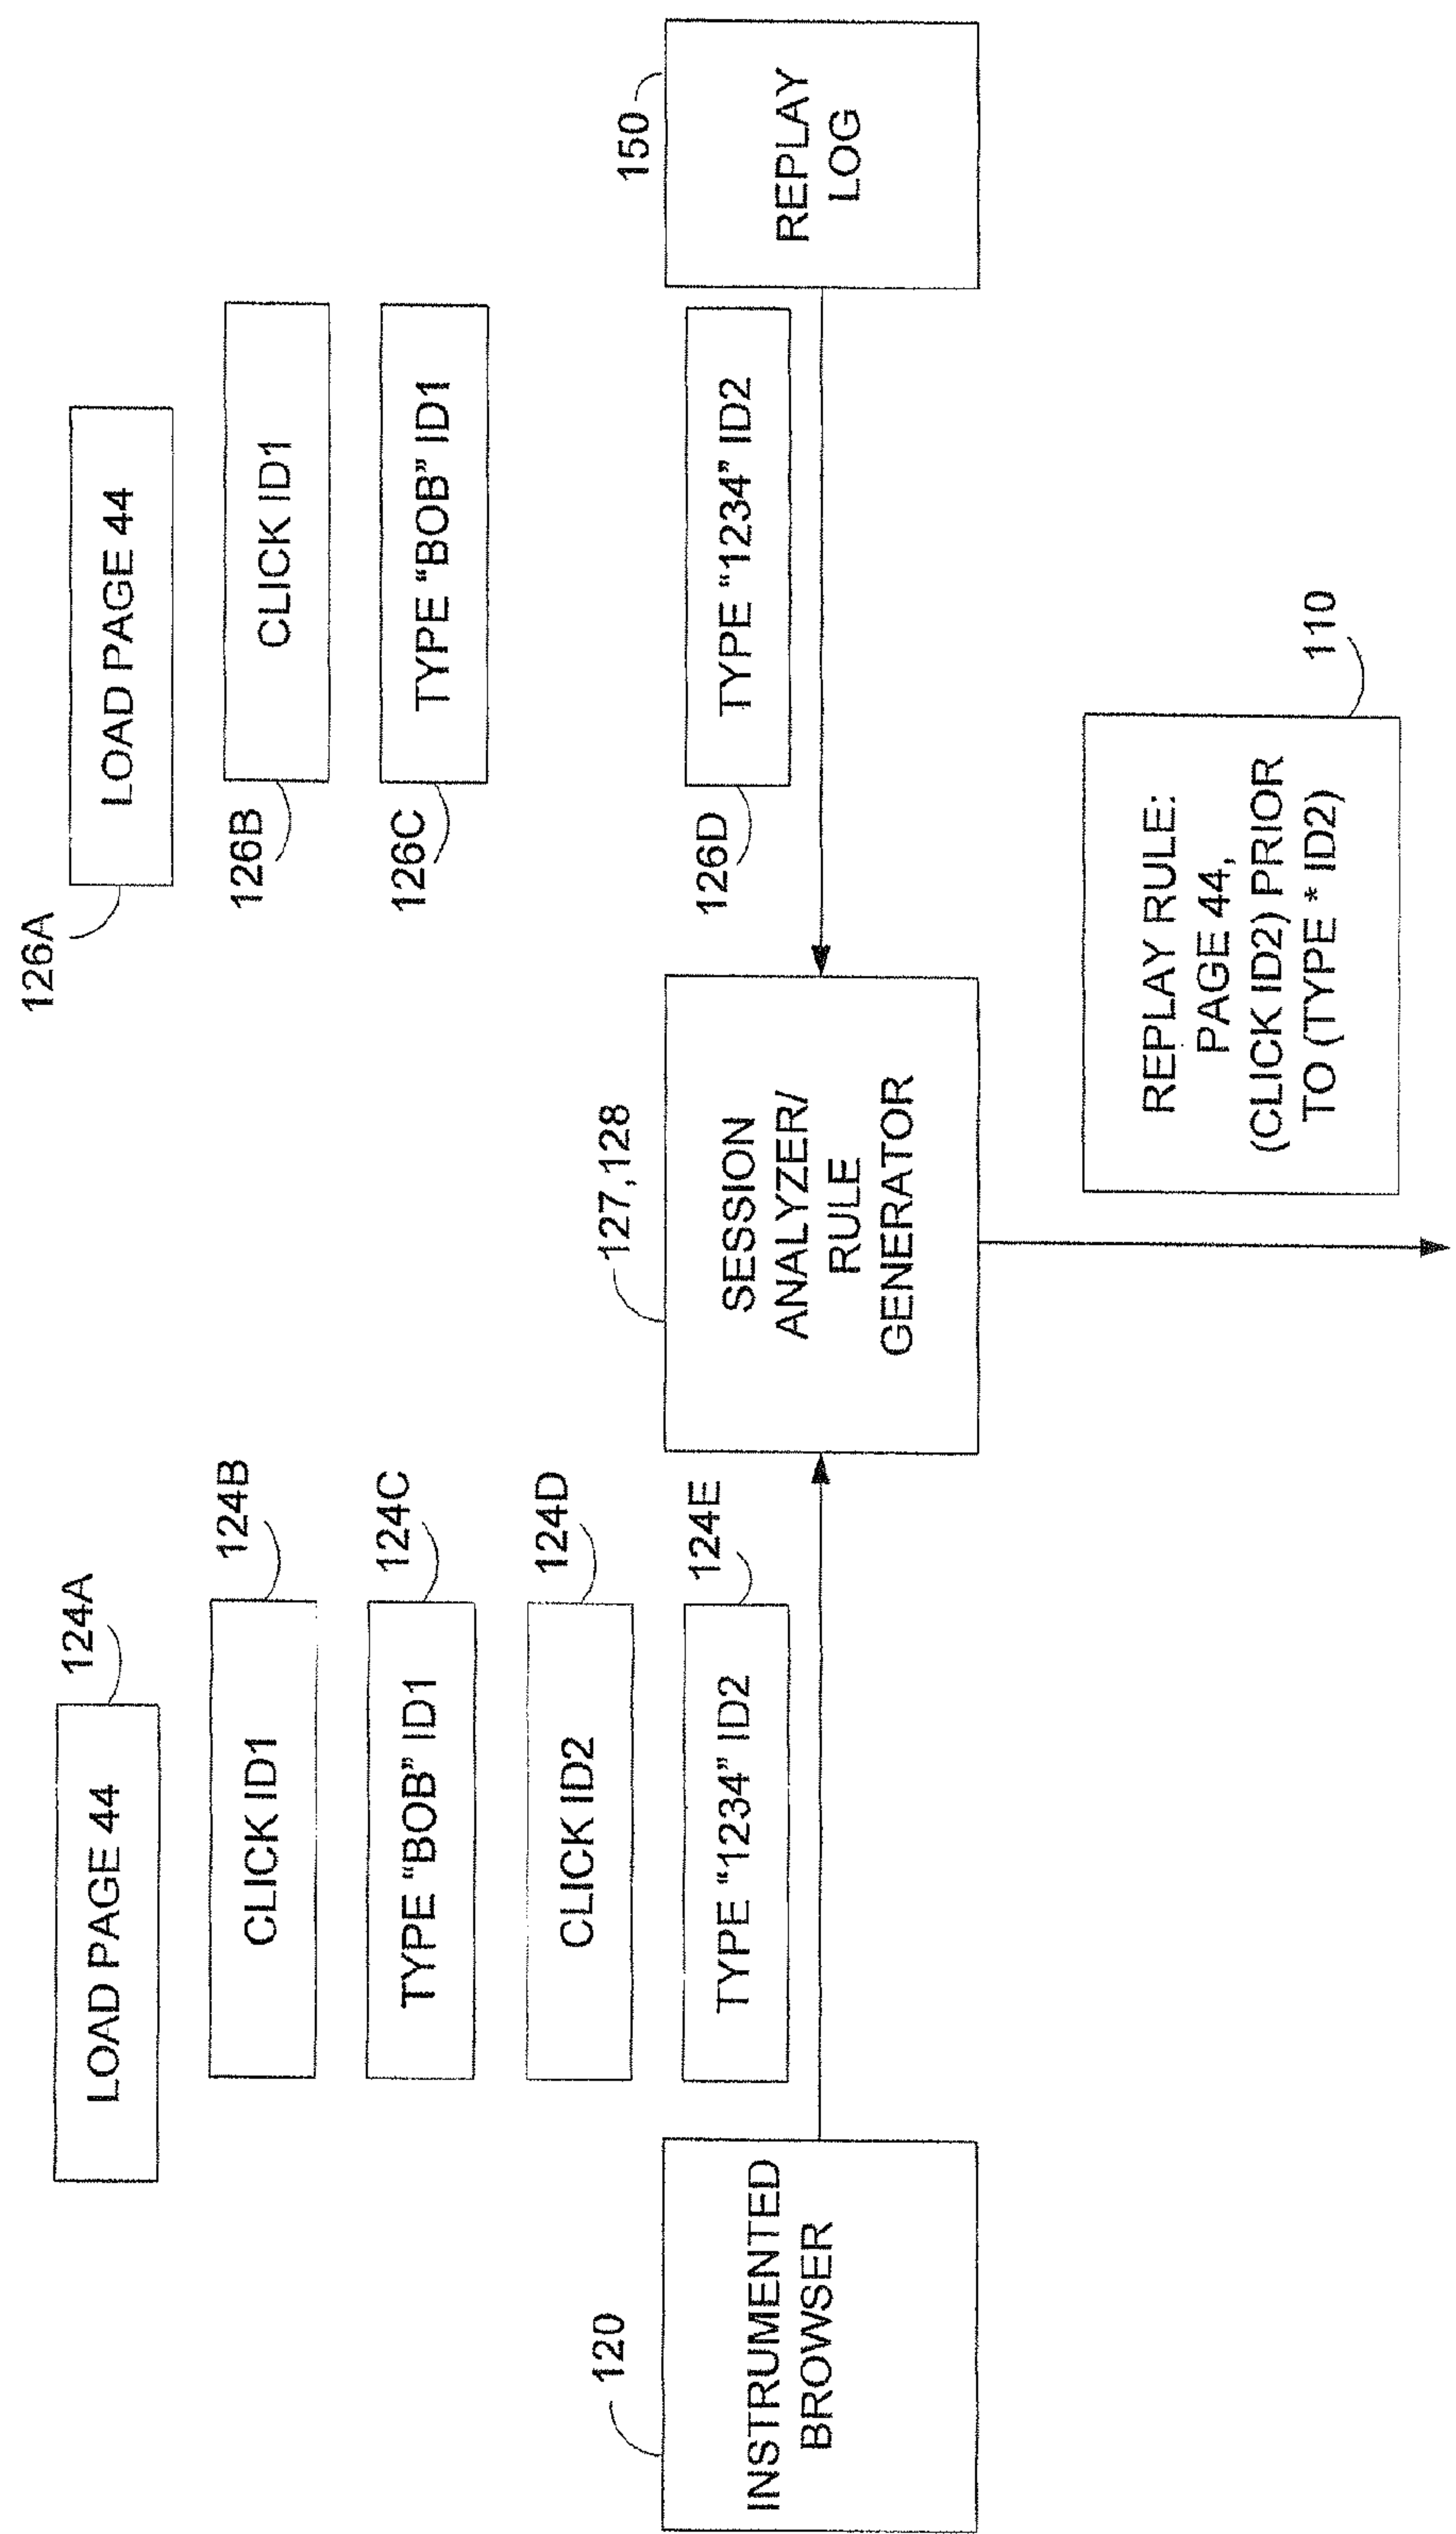 124A
LOAD PAGE 44
124B
CLICK ID1
124C
TYPE “BOB” ID1
124D
CLICK ID2
124E
TYPE “1234” ID2
120
INSTRUMENTED
BROWSER
127,128
SESSION
ANALYZER/
RULE
GENERATOR
126A
LOAD PAGE 44
126B
CLICK ID1
126C
TYPE “BOB” ID1
126D
TYPE “1234” ID2
150
REPLAY
LOG
110
REPLAY RULE:
PAGE 44,
(CLICK ID2) PRIOR
TO (TYPE * ID2)